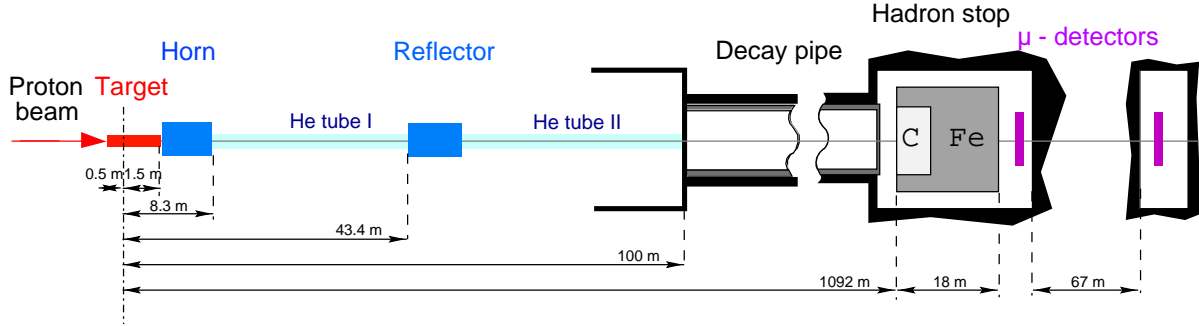 Hadron stop
Horn
Reflector
Decay pipe
μ - detectors
Proton
beam
Target
He tube I
He tube II
C
Fe
0.5 m
1.5 m
8.3 m
43.4 m
100 m
1092 m
18 m
67 m